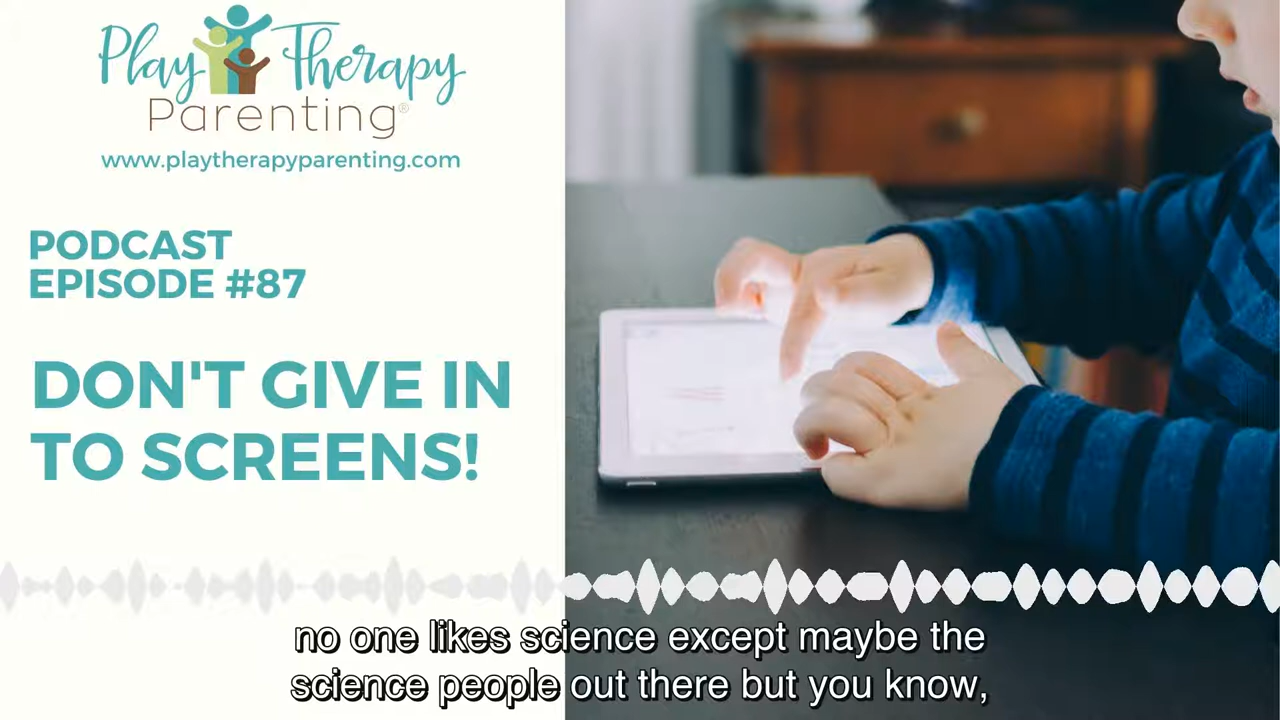 Play Therapy
Parenting®
www.playtherapyparenting.com
PODCAST
EPISODE #87
DON'T GIVE IN
TO SCREENS!
no one likes science except maybe the
science people out there but you know,